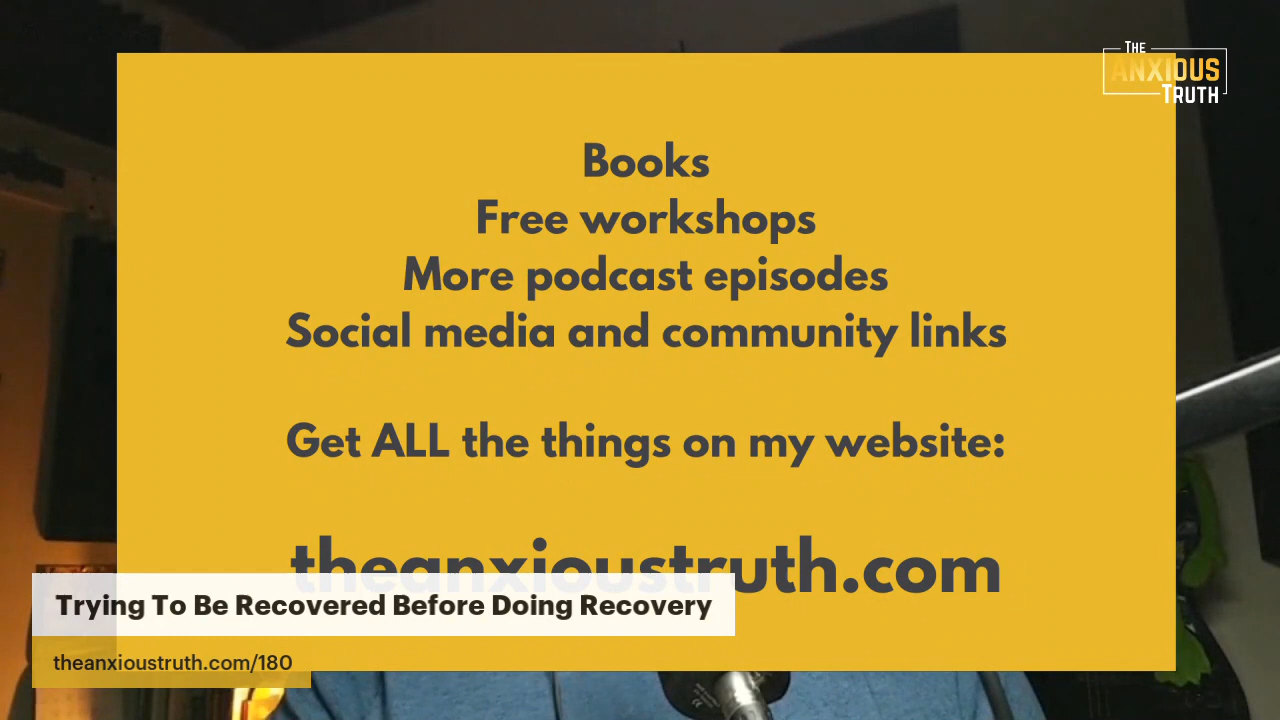 THE
ANXIOUS
TRUTH
Books
Free workshops
More podcast episodes
Social media and community links
Get ALL the things on my website:
theanxioustruth.com
Trying To Be Recovered Before Doing Recovery
theanxioustruth.com/180